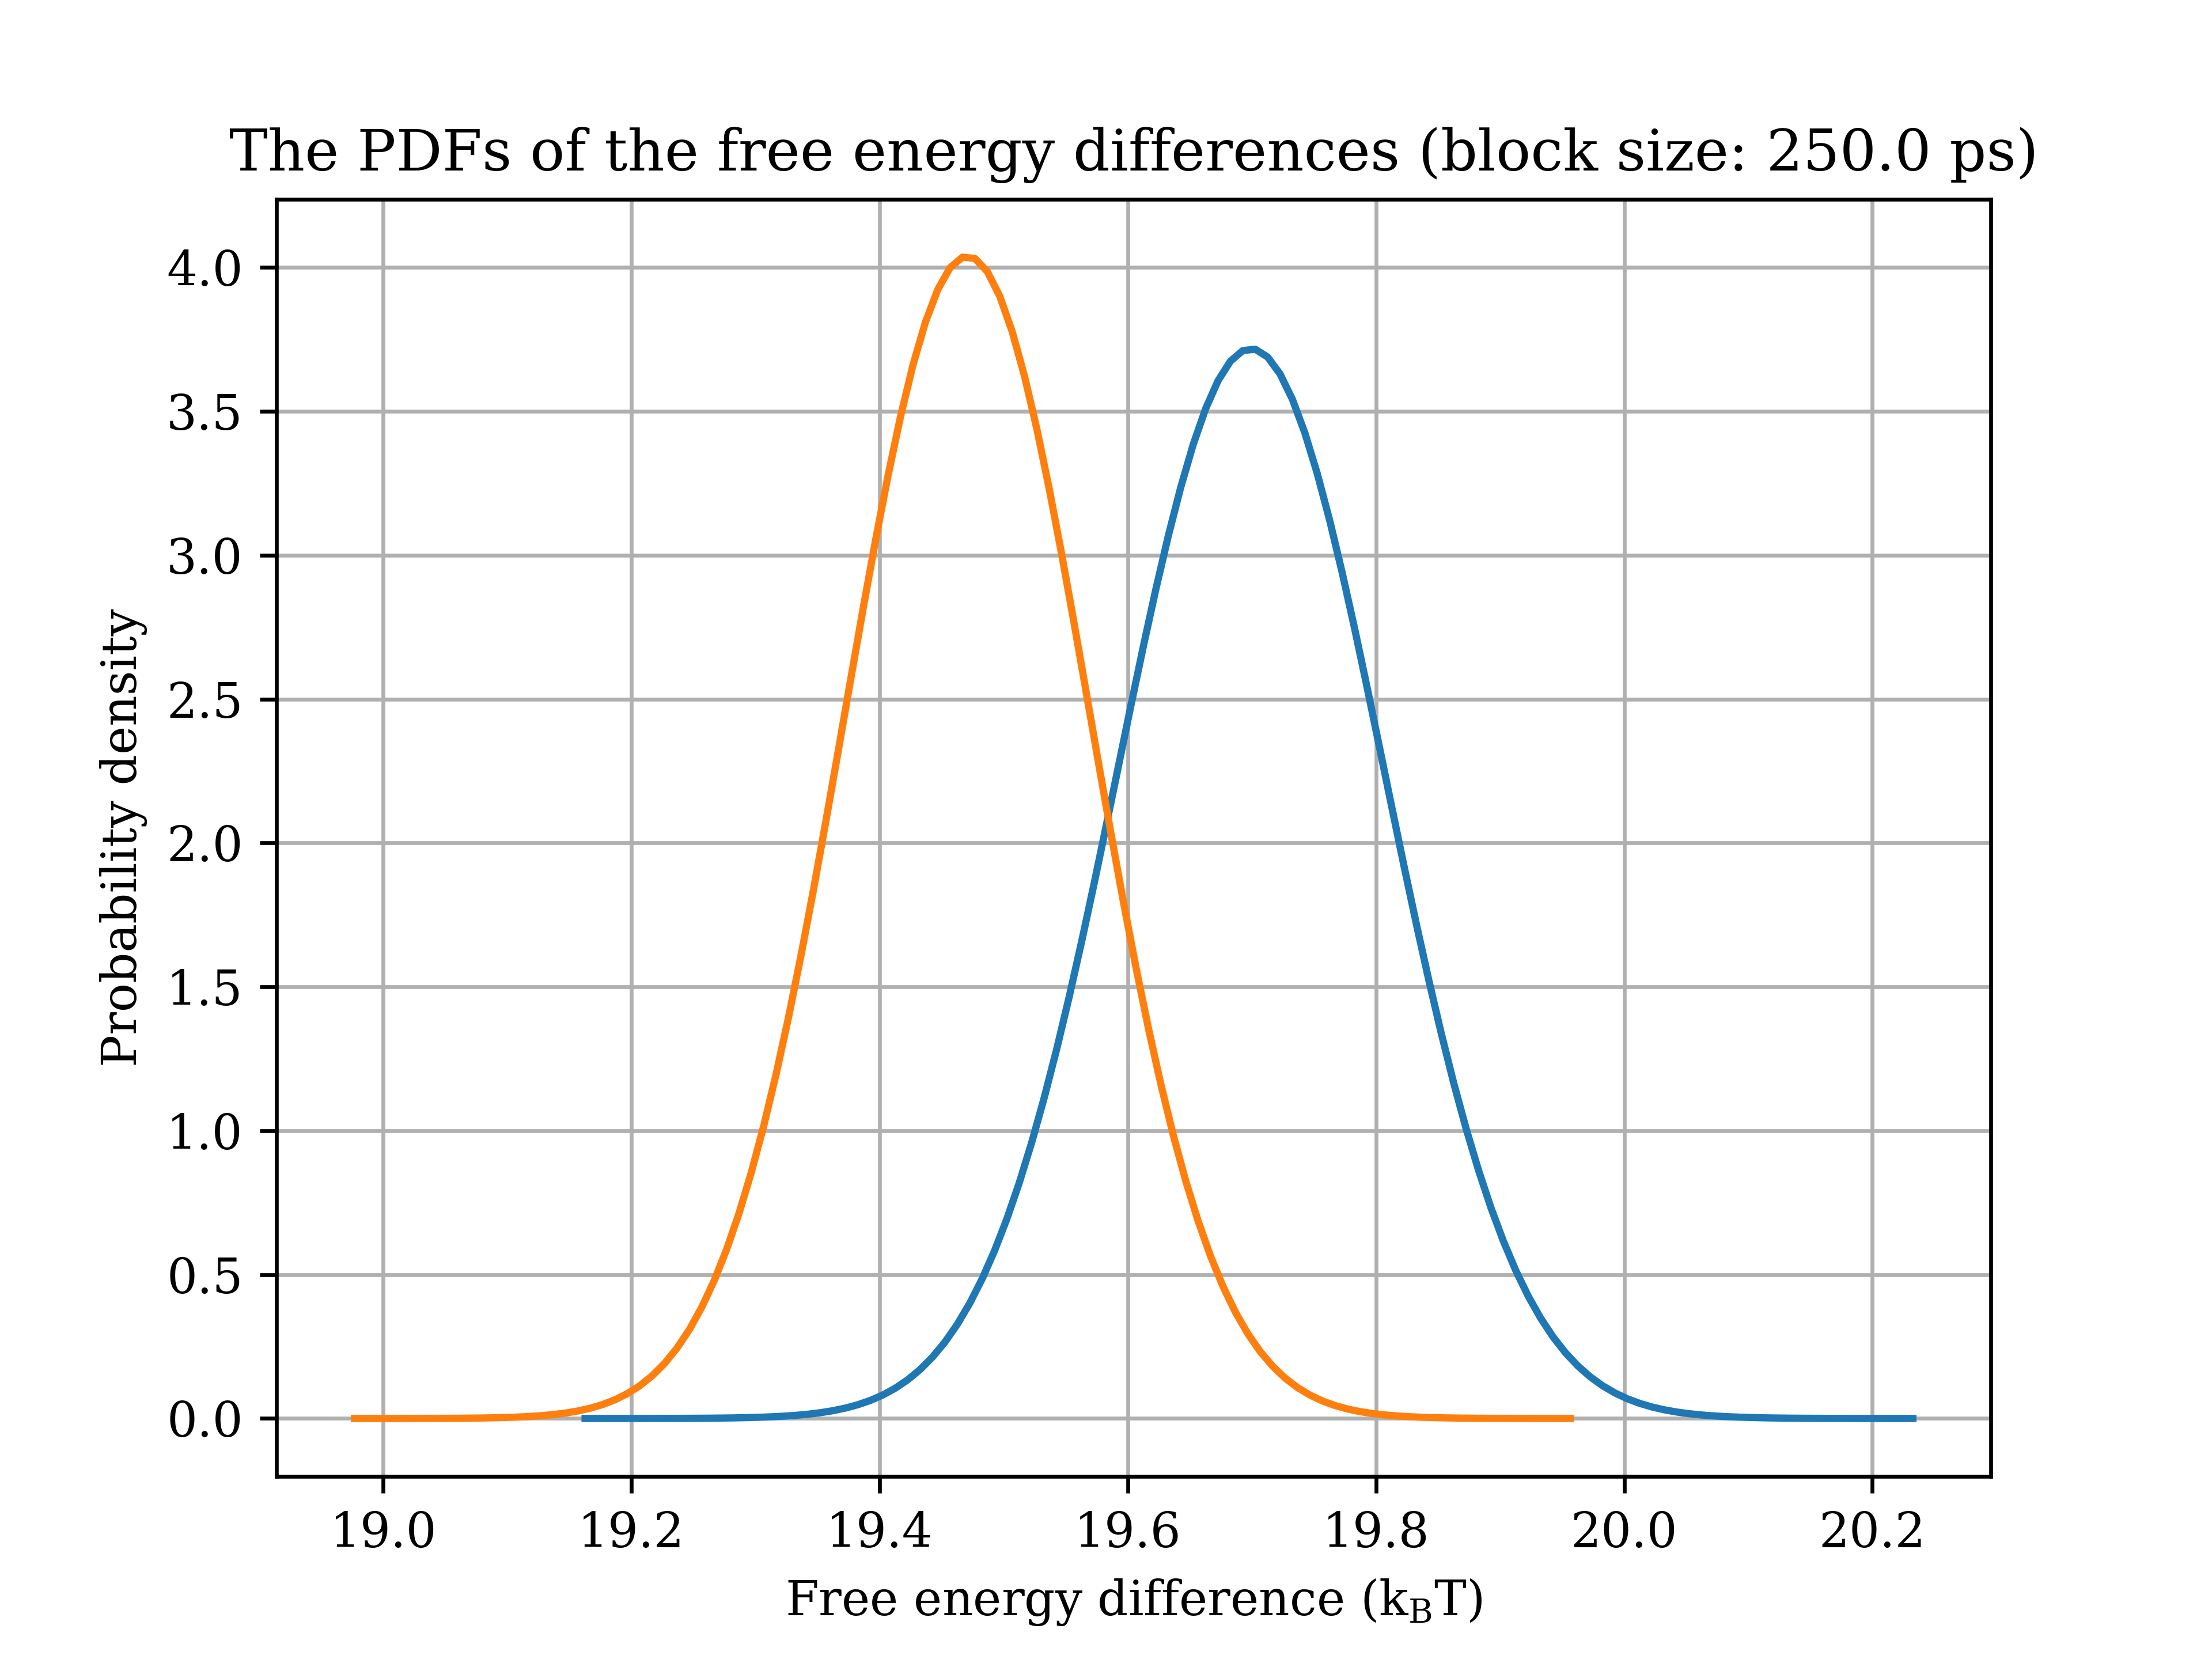 The PDFs of the free energy differences (block size: 250.0 ps)
4.0
3.5
3.0
2.5
2.0
1.5
1.0
0.5
0.0
Probability density
19.0 19.2 19.4 19.6 19.8 20.0 20.2
Free energy difference (k_BT)